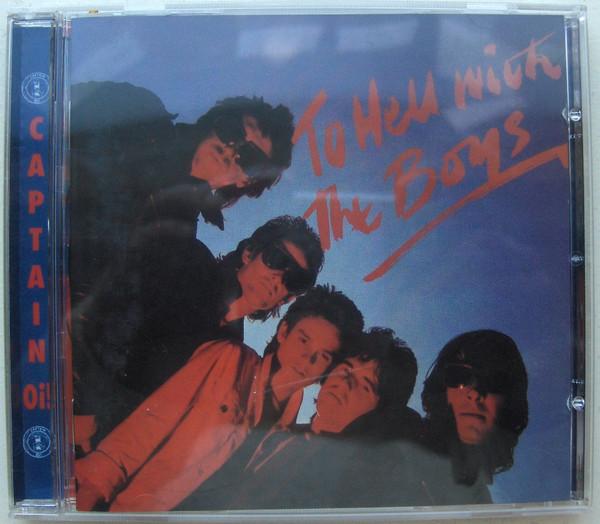 To Hell with
The Boys
CAPTAIN
Oi!